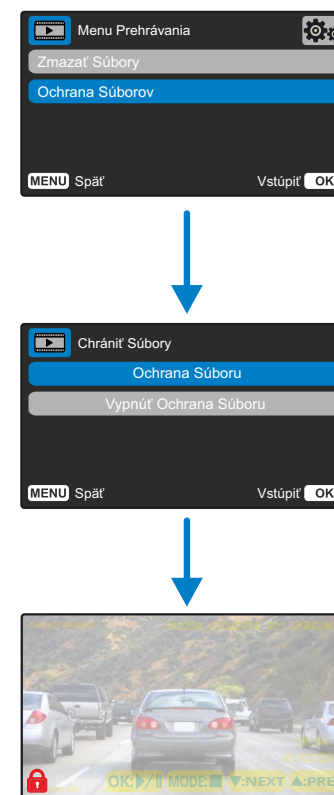 Menu Prehrávania
Zmazať Súbory
Ochrana Súborov
MENU Späť Vstúpiť OK
Chrániť Súbory
Ochrana Súboru
Vypnúť Ochrana Súboru
MENU Späť Vstúpiť OK
OK: MODE: :NEXT :PRE